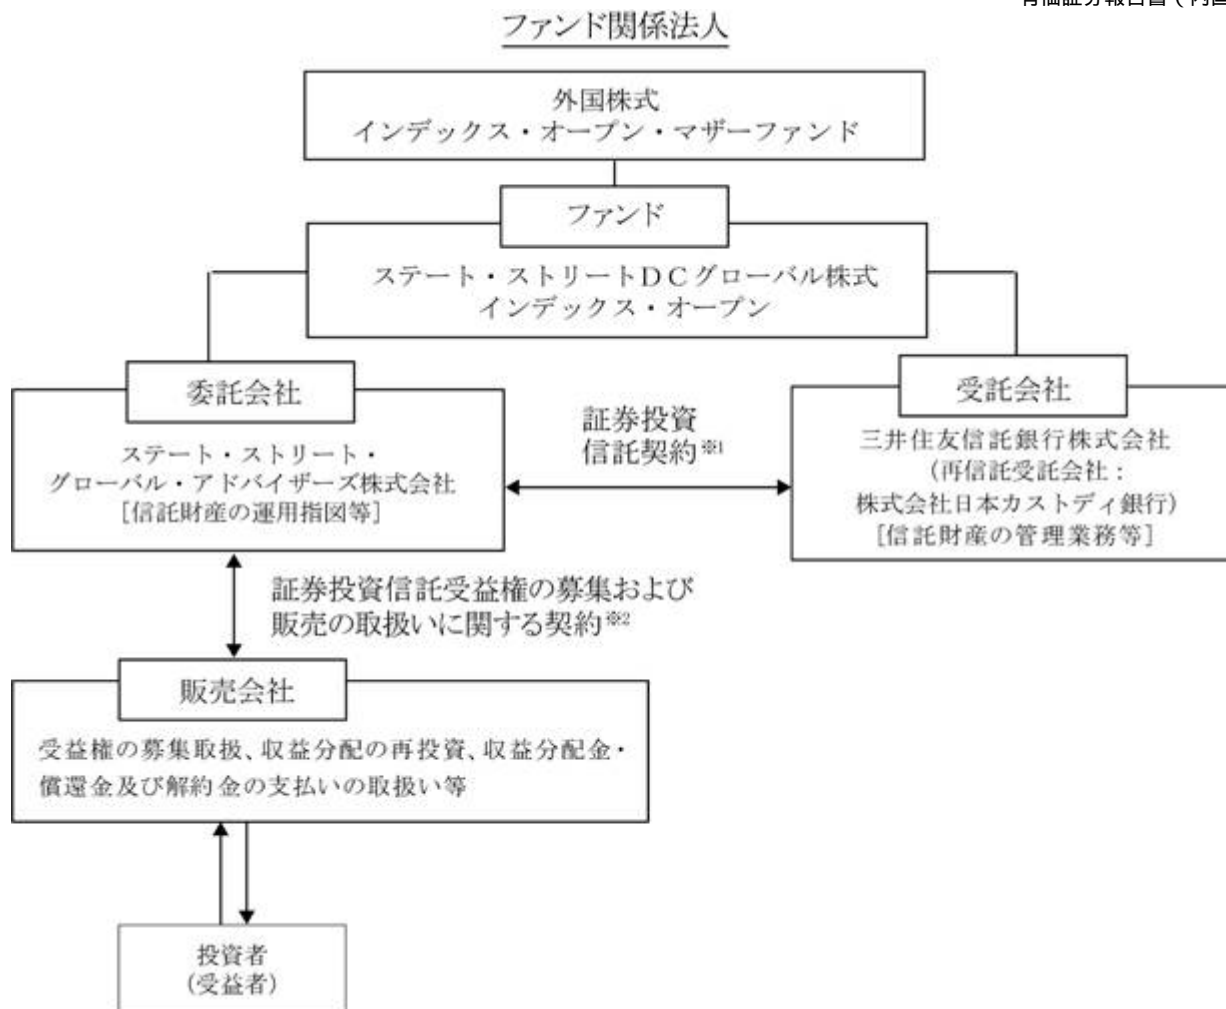 ファンド関係法人
外国株式
インデックス・オープン・マザーファンド
ファンド
ステート・ストリートDCグローバル株式
インデックス・オープン
委託会社
ステート・ストリート・
グローバル・アドバイザーズ株式会社
[信託財産の運用指図等]
証券投資
信託契約※1
受託会社
三井住友信託銀行株式会社
(再信託受託会社:
株式会社日本カストディ銀行)
[信託財産の管理業務等]
証券投資信託受益権の募集および
販売の取扱いに関する契約※2
販売会社
受益権の募集取扱、収益分配の再投資、収益分配金・
償還金及び解約金の支払いの取扱い等
投資者
(受益者)